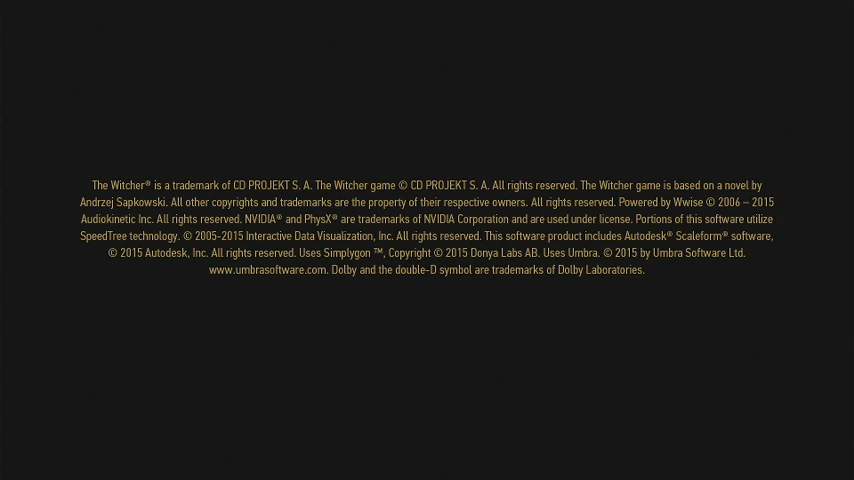 The Witcher® is a trademark of CD PROJEKT S. A. The Witcher game © CD PROJEKT S. A. All rights reserved. The Witcher game is based on a novel by
Andrzej Sapkowski. All other copyrights and trademarks are the property of their respective owners. All rights reserved. Powered by Wwise © 2006 – 2015
Audiokinetic Inc. All rights reserved. NVIDIA® and PhysX® are trademarks of NVIDIA Corporation and are used under license. Portions of this software utilize
SpeedTree technology. © 2005-2015 Interactive Data Visualization, Inc. All rights reserved. This software product includes Autodesk® Scaleform® software,
© 2015 Autodesk, Inc. All rights reserved. Uses Simplygon ™, Copyright © 2015 Donya Labs AB. Uses Umbra. © 2015 by Umbra Software Ltd.
www.umbrasoftware.com. Dolby and the double-D symbol are trademarks of Dolby Laboratories.